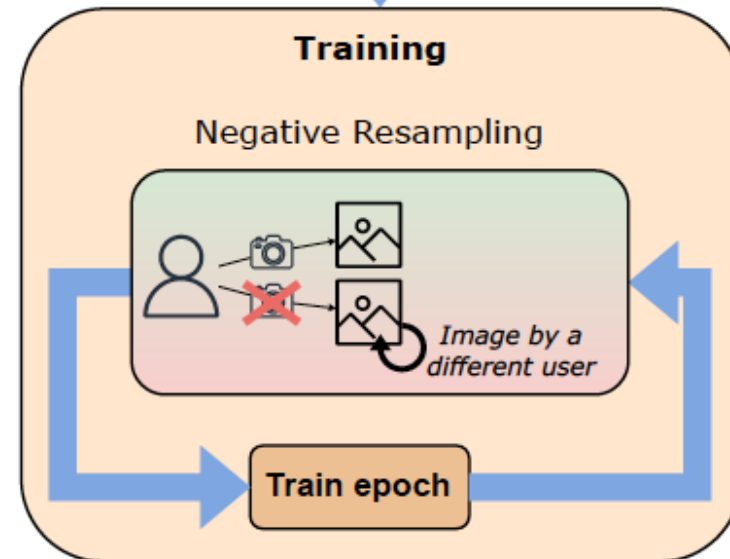 Training
Negative Resampling
Image by a
different user
Train epoch